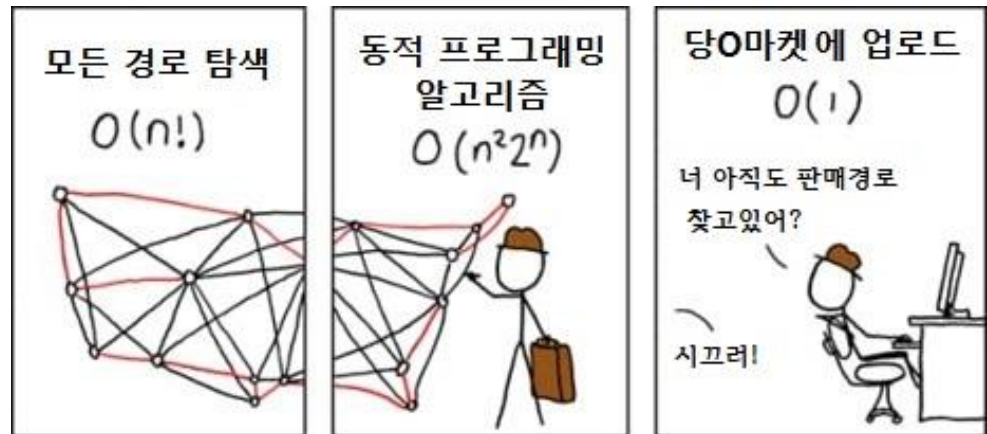 모든 경로 탐색
O(n!)
동적 프로그래밍
알고리즘
O(n²2ⁿ)
당O마켓에 업로드
O(1)
너 아직도 판매경로
찾고있어?
시끄러!